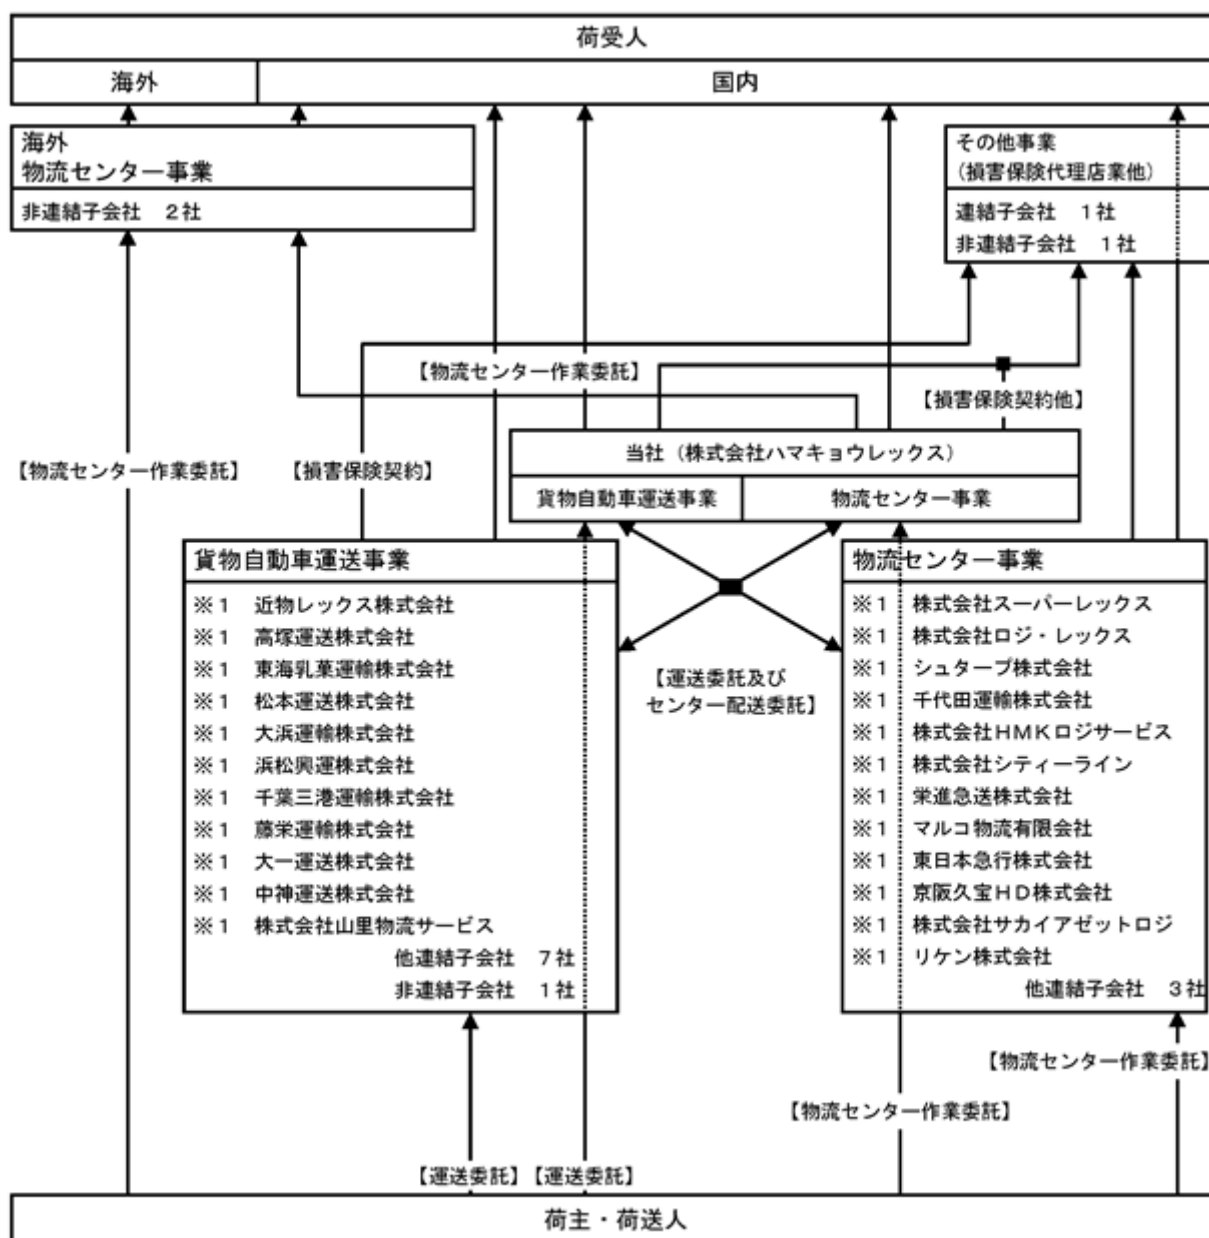 荷受人
海外
国内
海外
物流センター事業
非連結子会社　２社
その他事業
(損害保険代理店業他)
連結子会社　１社
非連結子会社　１社
【物流センター作業委託】
【損害保険契約他】
【物流センター作業委託】
【損害保険契約】
当社（株式会社ハマキョウレックス）
貨物自動車運送事業
物流センター事業
貨物自動車運送事業
※１　近物レックス株式会社
※１　高塚運送株式会社
※１　東海乳菓運輸株式会社
※１　松本運送株式会社
※１　大浜運輸株式会社
※１　浜松興運株式会社
※１　千葉三港運輸株式会社
※１　藤栄運輸株式会社
※１　大一運送株式会社
※１　中神運送株式会社
※１　株式会社山里物流サービス
他連結子会社　７社
非連結子会社　１社
【運送委託及び
センター配送委託】
物流センター事業
※１　株式会社スーパーレックス
※１　株式会社ロジ・レックス
※１　シュタープ株式会社
※１　千代田運輸株式会社
※１　株式会社ＨＭＫロジサービス
※１　株式会社シティーライン
※１　栄進急送株式会社
※１　マルコ物流有限会社
※１　東日本急行株式会社
※１　京阪久宝ＨＤ株式会社
※１　株式会社サカイアゼットロジ
※１　リケン株式会社
他連結子会社　３社
【物流センター作業委託】
【物流センター作業委託】
【運送委託】
【運送委託】
荷主・荷送人